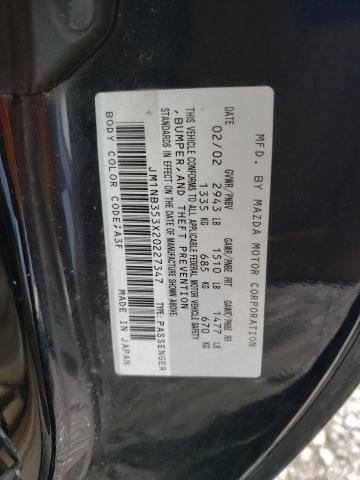 MFD. BY MAZDA MOTOR CORPORATION
GVWR/PNBV GAWR/PNBE FRT GAWR/PNBE RR
02/02 2943 LB 1510 LB 1477 LB
1335 KG 685 KG 670 KG
THIS VEHICLE CONFORMS TO ALL APPLICABLE FEDERAL MOTOR VEHICLE SAFETY
,BUMPER,AND THEFT PREVENTION
STANDARDS IN EFFECT ON THE DATE OF MANUFACTURE SHOWN ABOVE.
JM1NB353X20227347 TYPE:PASSENGER
BODY COLOR CODE;A3F MADE IN JAPAN